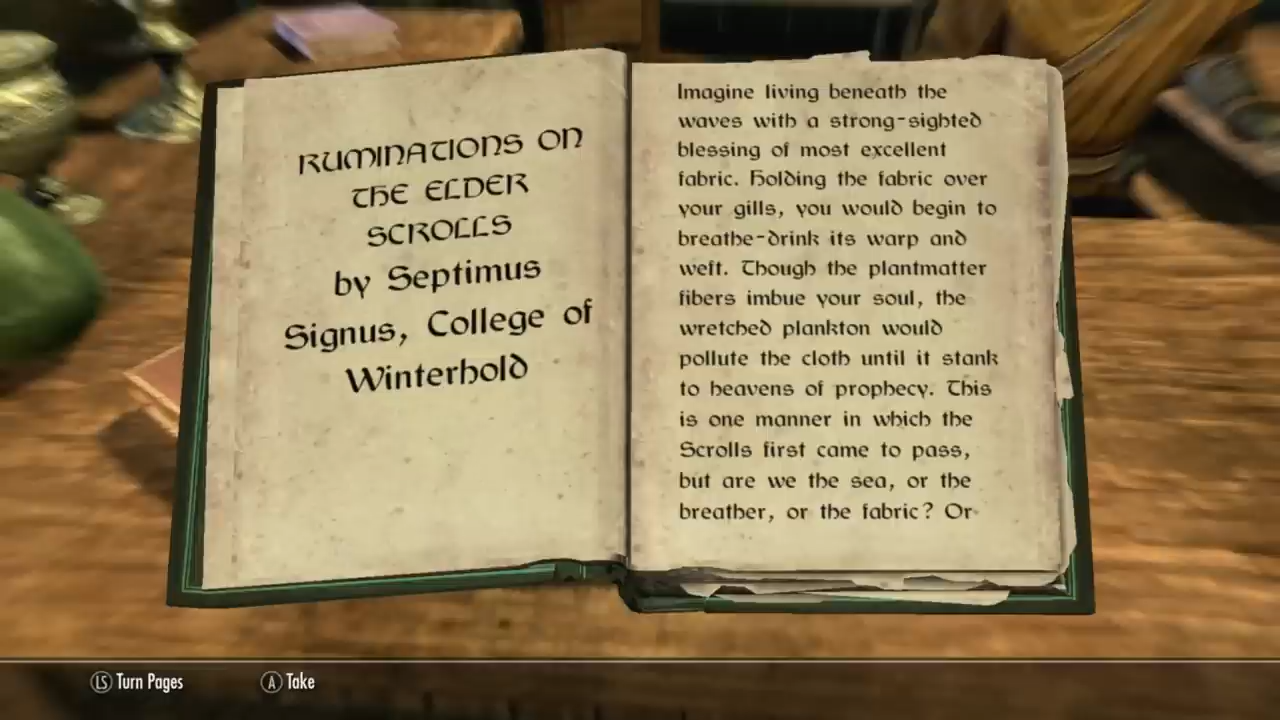 RUMINATIONS ON
THE ELDER
SCROLLS
by Septimus
Signus, College of
Winterhold
Imagine living beneath the
waves with a strong-sighted
blessing of most excellent
fabric. Holding the fabric over
your gills, you would begin to
breathe-drink its warp and
weft. Though the plantmatter
fibers imbue your soul, the
wretched plankton would
pollute the cloth until it stank
to heavens of prophecy. This
is one manner in which the
Scrolls first came to pass,
but are we the sea, or the
breather, or the fabric? Or
LS Turn Pages
A Take